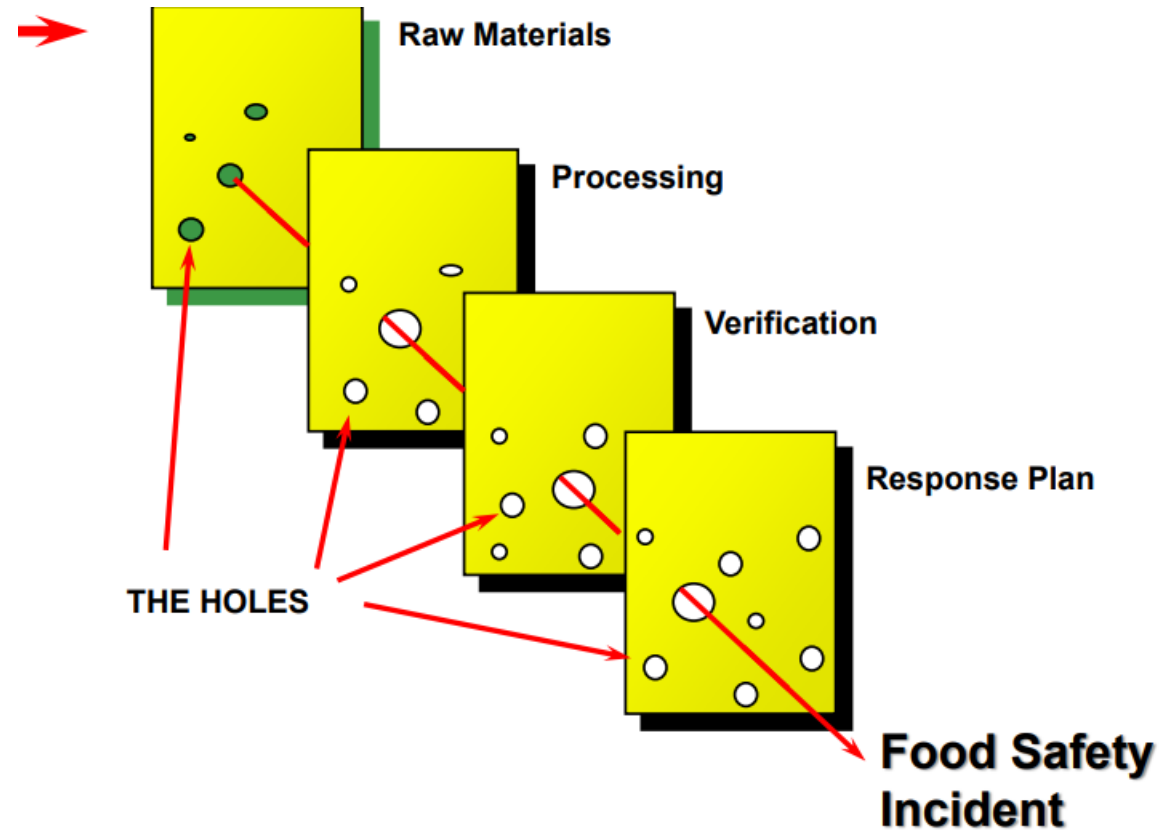 Raw Materials
Processing
Verification
Response Plan
THE HOLES
Food Safety
Incident